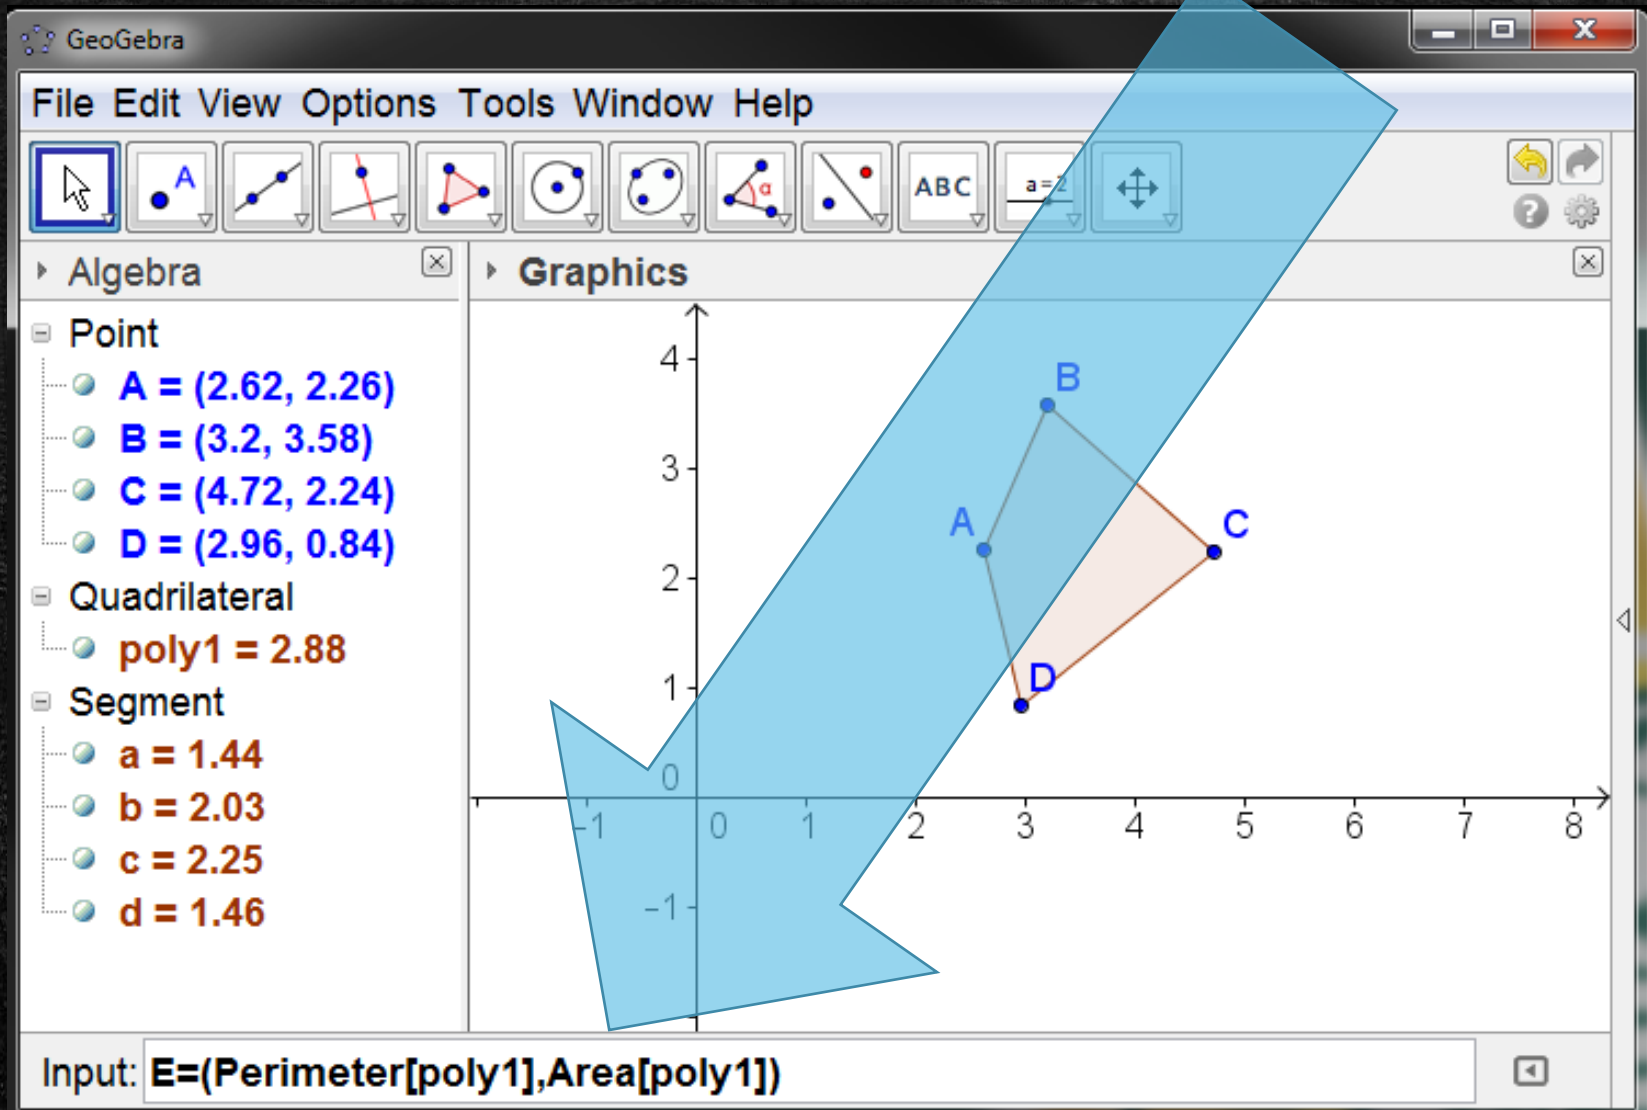 GeoGebra
File Edit View Options Tools Window Help
A
α
ABC
a=2
Algebra
Graphics
Point
A = (2.62, 2.26)
B = (3.2, 3.58)
C = (4.72, 2.24)
D = (2.96, 0.84)
Quadrilateral
poly1 = 2.88
Segment
a = 1.44
b = 2.03
c = 2.25
d = 1.46
4
3
2
1
0
-1
-1 0 1 2 3 4 5 6 7 8
B
A
C
D
Input: E=(Perimeter[poly1],Area[poly1])